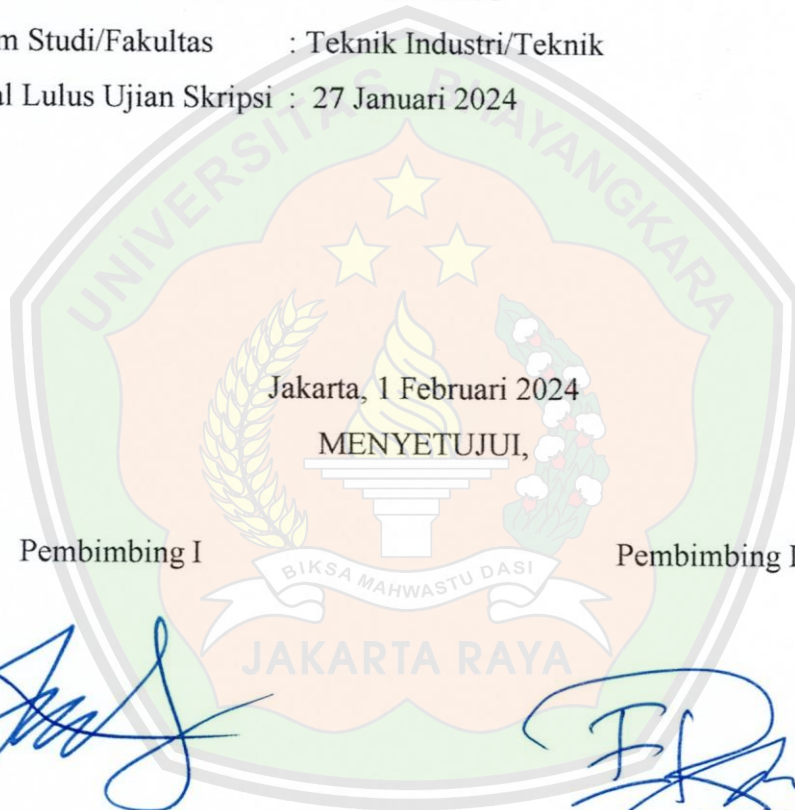 m Studi/Fakultas : Teknik Industri/Teknik
al Lulus Ujian Skripsi : 27 Januari 2024
UNIVERSITAS BHAYANGKARA
Jakarta, 1 Februari 2024
MENYETUJUI,
Pembimbing I
Pembimbing I
BIKSA MAHWASTU DASI
JAKARTA RAYA